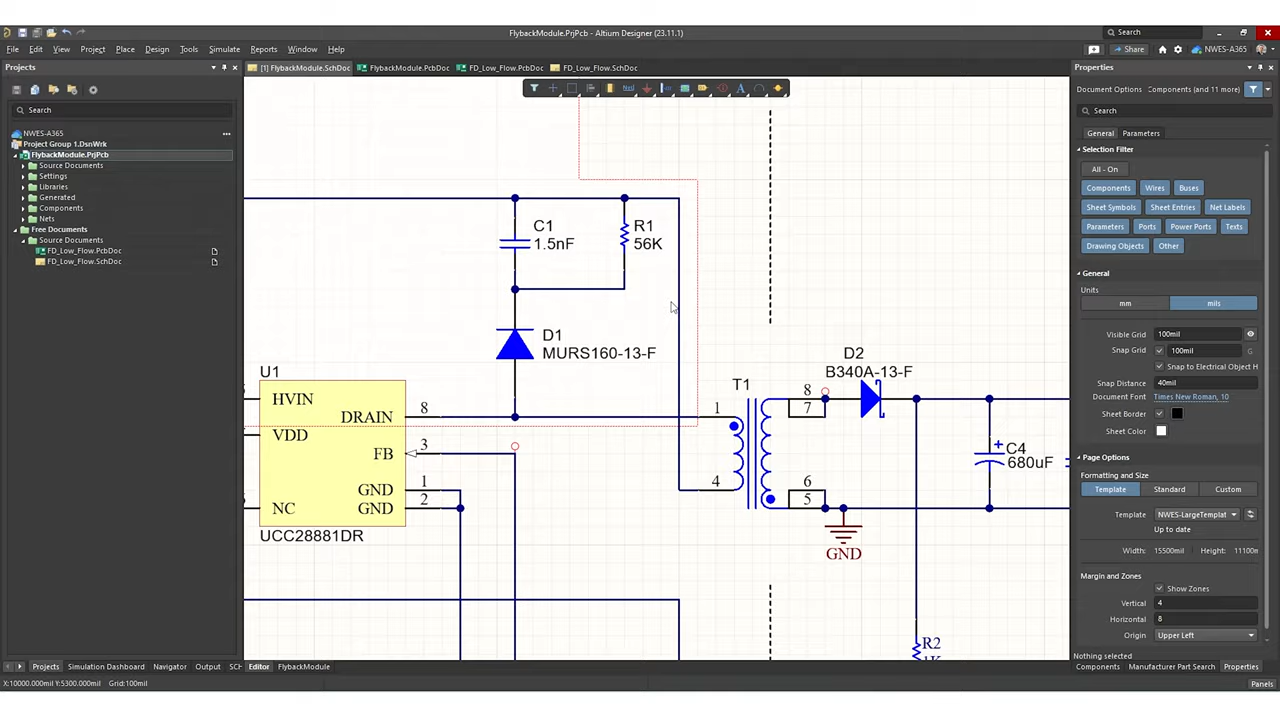 FlybackModule.PrjPcb - Altium Designer (23.11.1)
Search
File Edit View Project Place Design Tools Simulate Reports Window Help
Share
NWES-A365
Projects
[1] FlybackModule.SchDoc
FlybackModule.PcbDoc
FD_Low_Flow.PcbDoc
FD_Low_Flow.SchDoc
Properties
Search
NWES-A365
Project Group 1.DsnWrk
FlybackModule.PrjPcb
Source Documents
Settings
Libraries
Generated
Components
Nets
Free Documents
Source Documents
FD_Low_Flow.PcbDoc
FD_Low_Flow.SchDoc
C1
1.5nF
R1
56K
D1
MURS160-13-F
U1
HVIN
DRAIN
8
VDD
FB
3
GND
1
NC
GND
2
UCC28881DR
T1
1
4
8
7
6
5
D2
B340A-13-F
C4
680uF
GND
R2
Document Options Components (and 11 more)
Search
General Parameters
Selection Filter
All - On
Components Wires Buses
Sheet Symbols Sheet Entries Net Labels
Parameters Ports Power Ports Texts
Drawing Objects Other
General
Units
mm mils
Visible Grid 100mil
Snap Grid 100mil G
Snap to Electrical Object H
Snap Distance 40mil
Document Font Times New Roman, 10
Sheet Border
Sheet Color
Page Options
Formatting and Size
Template Standard Custom
Template NWES-LargeTemplat
Up to date
Width: 15500mil Height: 11100m
Margin and Zones
Show Zones
Vertical 4
Horizontal 8
Origin Upper Left
Nothing selected
Projects Simulation Dashboard Navigator Output SCH
Editor FlybackModule
Components Manufacturer Part Search Properties
X:10000.000mil Y:5300.000mil Grid:100mil
Panels